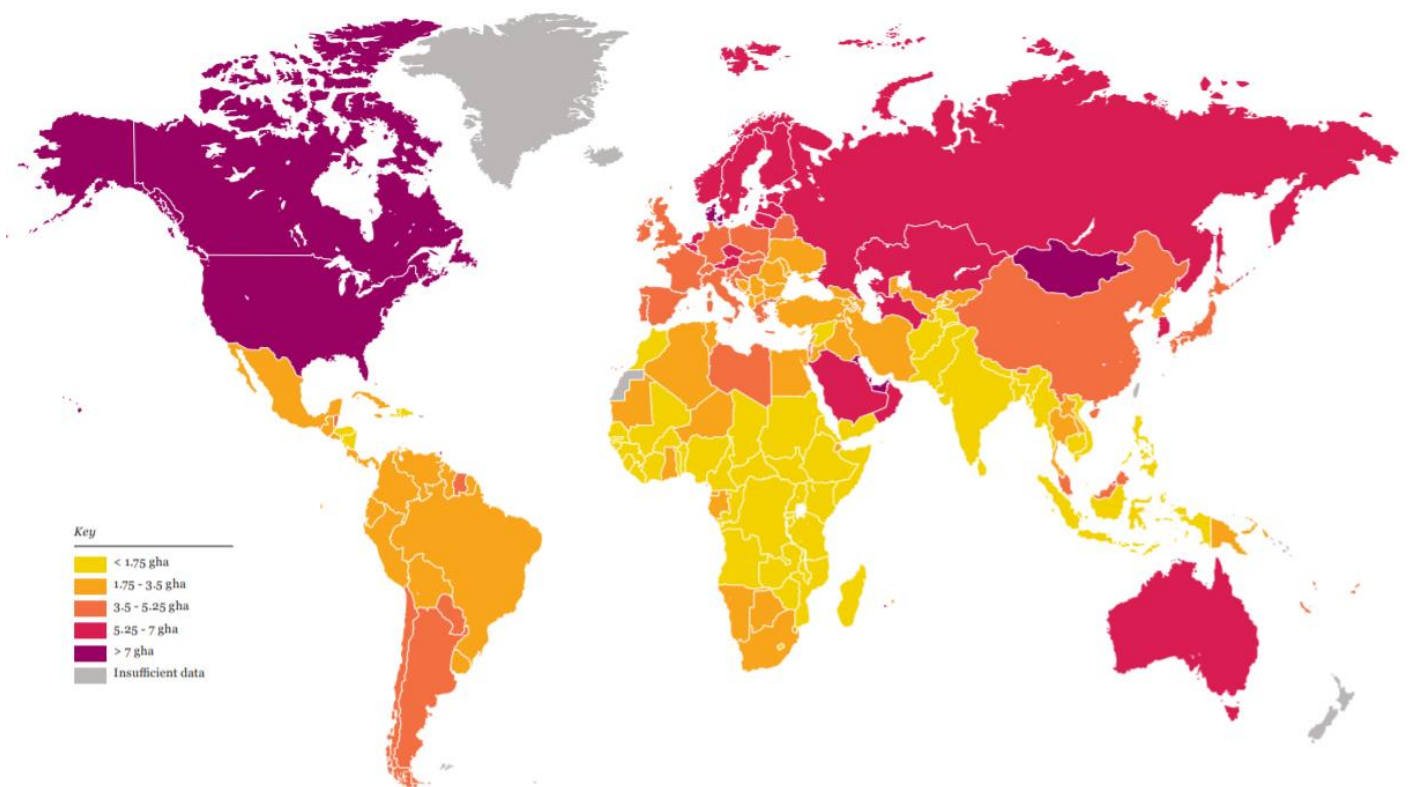 Key
< 1.75 gha
1.75 - 3.5 gha
3.5 - 5.25 gha
5.25 - 7 gha
> 7 gha
Insufficient data